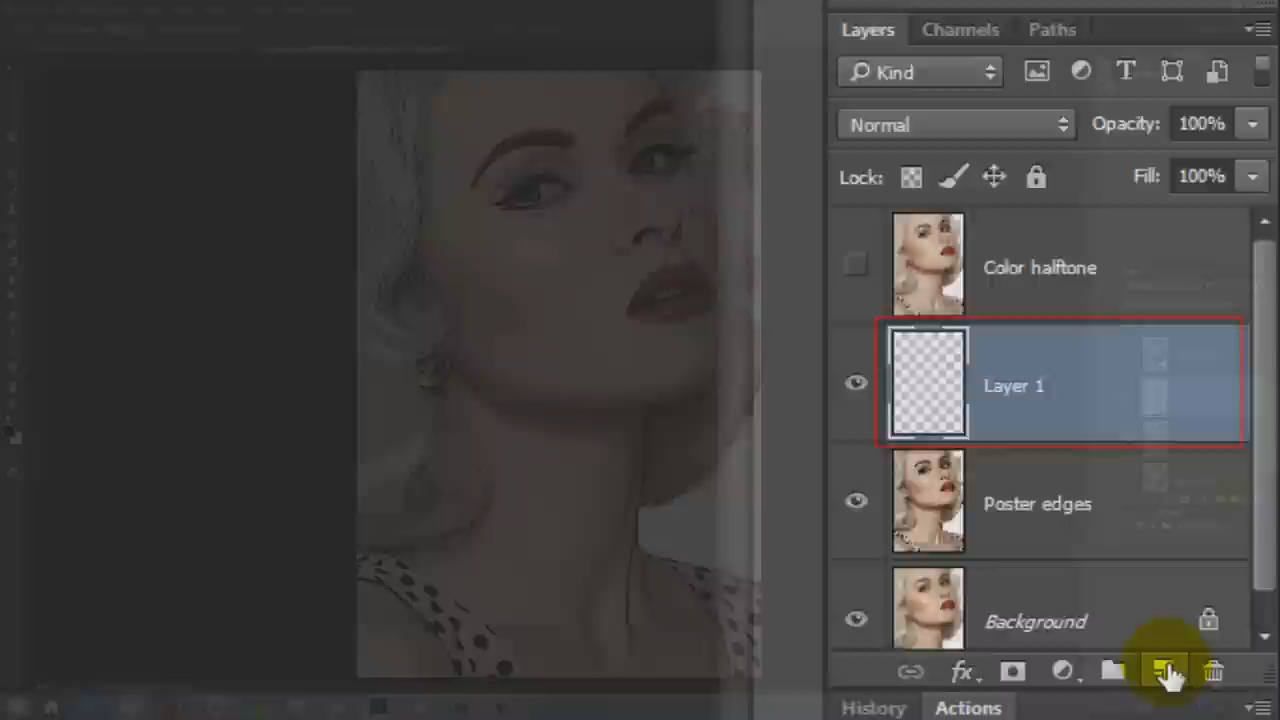 Layers Channels Paths
Kind T
Normal Opacity: 100%
Lock: Fill: 100%
Color halftone
Layer 1
Poster edges
Background
fx
History Actions